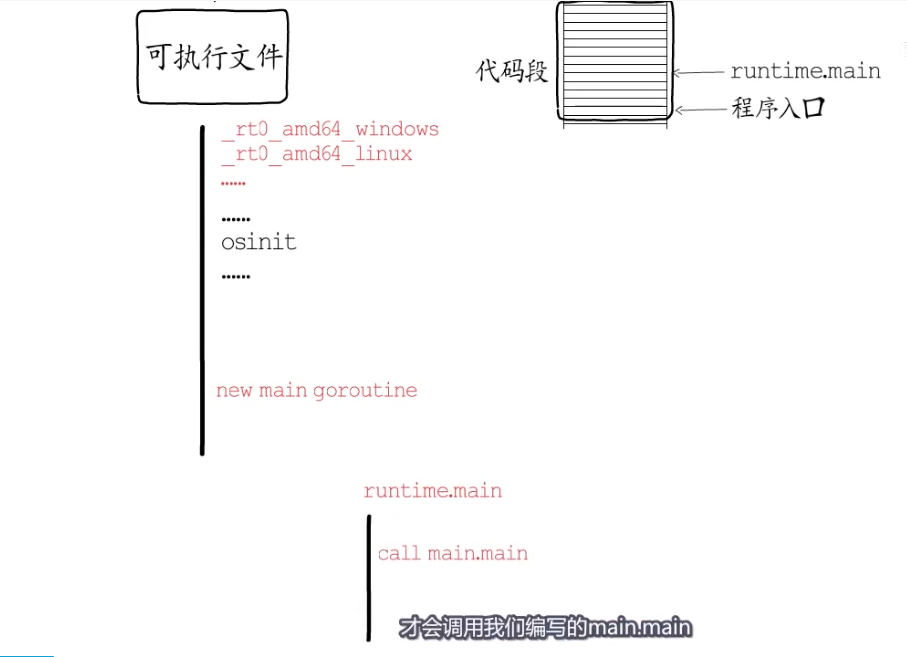 可执行文件
代码段
runtime.main
程序入口
_rt0_amd64_windows
_rt0_amd64_linux
......
......
osinit
......
new main goroutine
runtime.main
call main.main
才会调用我们编写的main.main